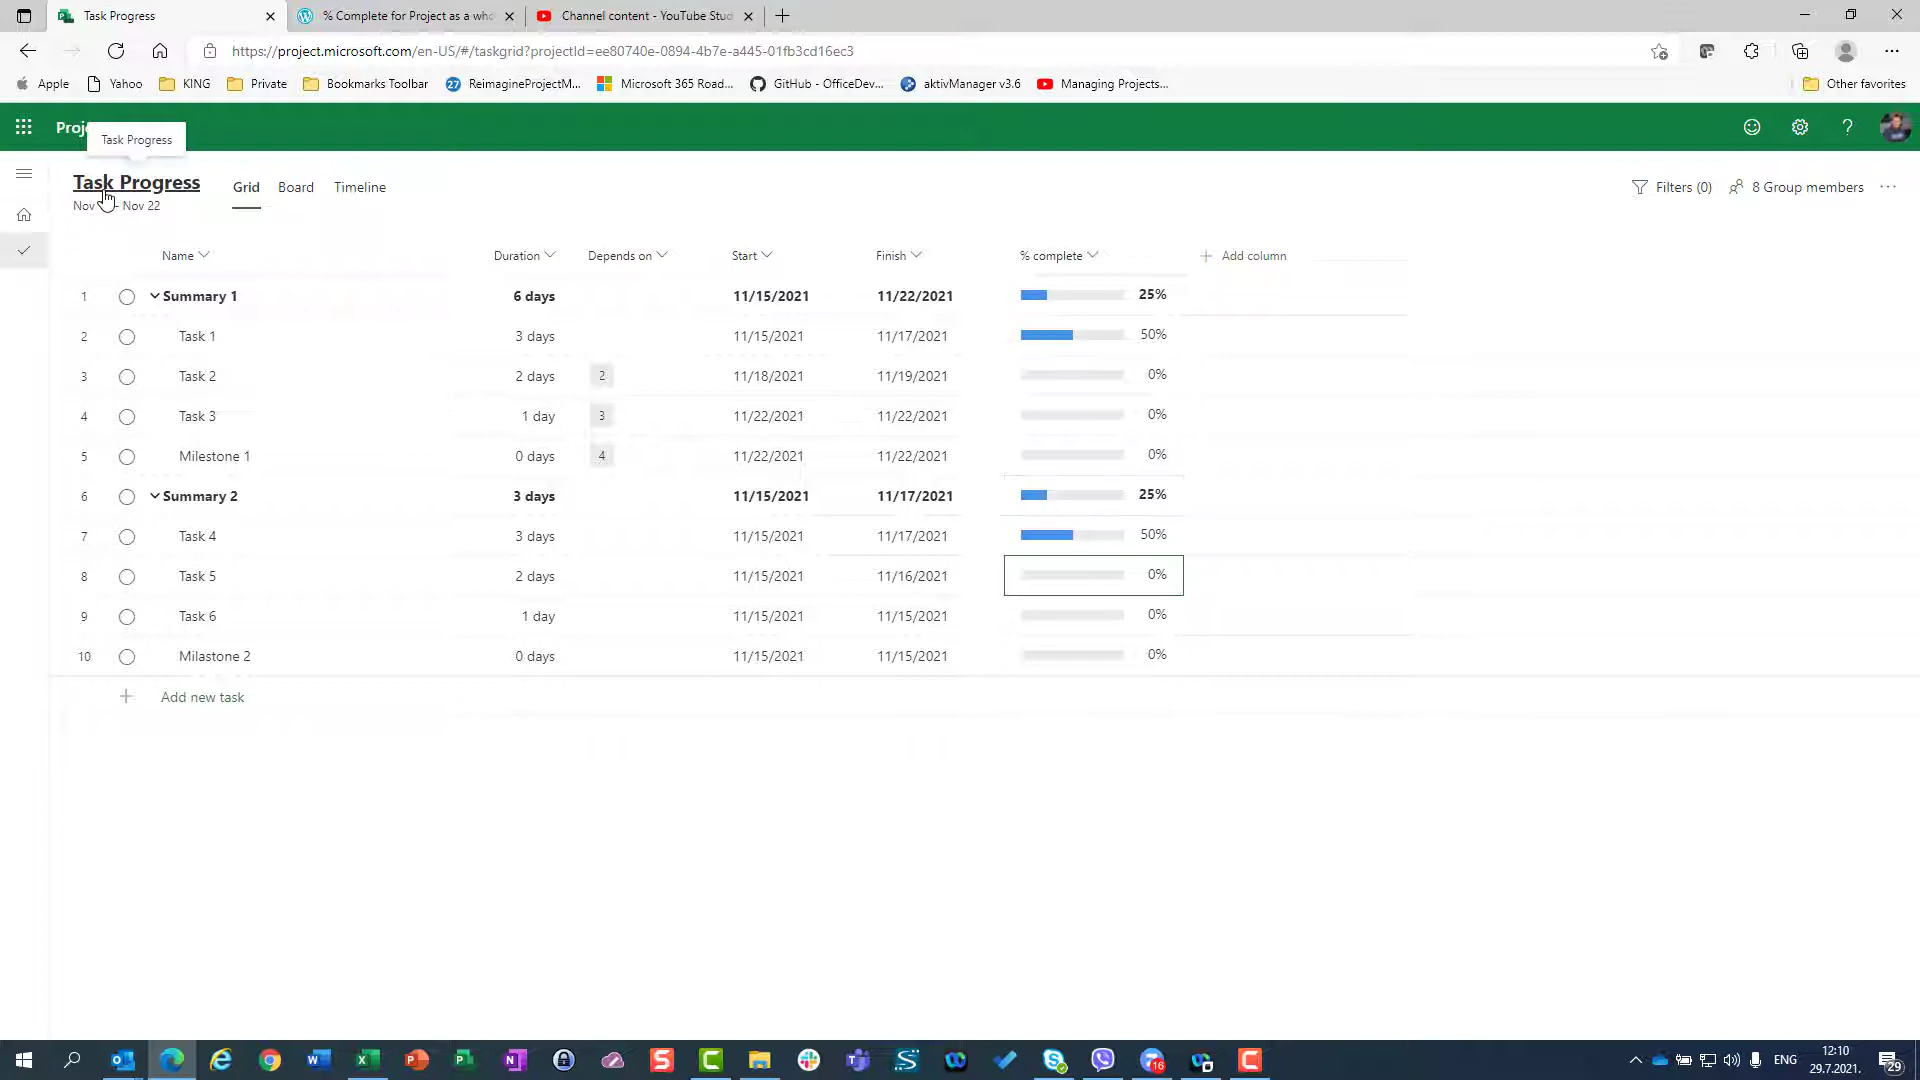 Task Progress
% Complete for Project as a who
Channel content - YouTube Stud
https://project.microsoft.com/en-US/#/taskgrid?projectId=ee80740e-0894-4b7e-a445-01fb3cd16ec3
Apple
Yahoo
KING
Private
Bookmarks Toolbar
ReimagineProjectM...
Microsoft 365 Road...
GitHub - OfficeDev...
aktivManager v3.6
Managing Projects...
Other favorites
Proj
Task Progress
Task Progress
Grid
Board
Timeline
Filters (0)
8 Group members
Nov - Nov 22
Name Duration Depends on Start Finish % complete Add column
1 Summary 1 6 days 11/15/2021 11/22/2021 25%
2 Task 1 3 days 11/15/2021 11/17/2021 50%
3 Task 2 2 days 2 11/18/2021 11/19/2021 0%
4 Task 3 1 day 3 11/22/2021 11/22/2021 0%
5 Milestone 1 0 days 4 11/22/2021 11/22/2021 0%
6 Summary 2 3 days 11/15/2021 11/17/2021 25%
7 Task 4 3 days 11/15/2021 11/17/2021 50%
8 Task 5 2 days 11/15/2021 11/16/2021 0%
9 Task 6 1 day 11/15/2021 11/15/2021 0%
10 Milastone 2 0 days 11/15/2021 11/15/2021 0%
Add new task
16
ENG
12:10
29.7.2021.
29